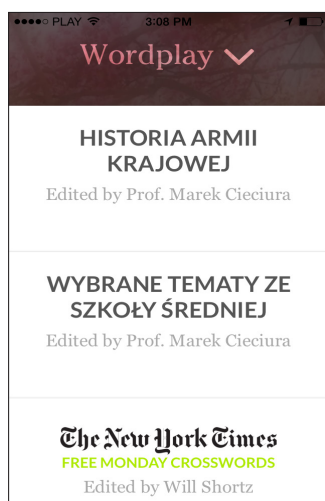 PLAY 3:08 PM
Wordplay
HISTORIA ARMII
KRAJOWEJ
Edited by Prof. Marek Cieciura
WYBRANE TEMATY ZE
SZKOŁY ŚREDNIEJ
Edited by Prof. Marek Cieciura
The New York Times
FREE MONDAY CROSSWORDS
Edited by Will Shortz